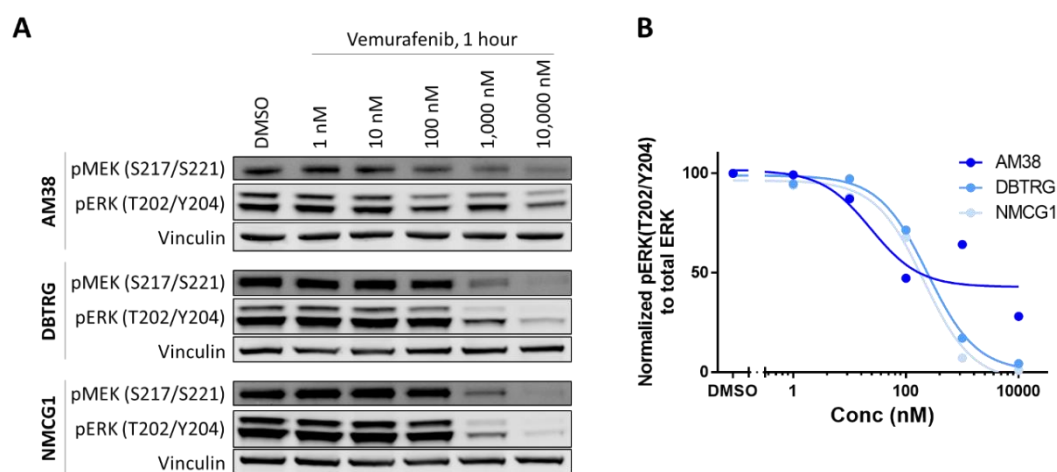 A
Vemurafenib, 1 hour
DMSO
1 nM
10 nM
100 nM
1,000 nM
10,000 nM
AM38
pMEK (S217/S221)
pERK (T202/Y204)
Vinculin
DBTRG
pMEK (S217/S221)
pERK (T202/Y204)
Vinculin
NMCG1
pMEK (S217/S221)
pERK (T202/Y204)
Vinculin
B
Normalized pERK(T202/Y204)
to total ERK
100
50
0
AM38
DBTRG
NMCG1
DMSO
1
100
10000
Conc (nM)